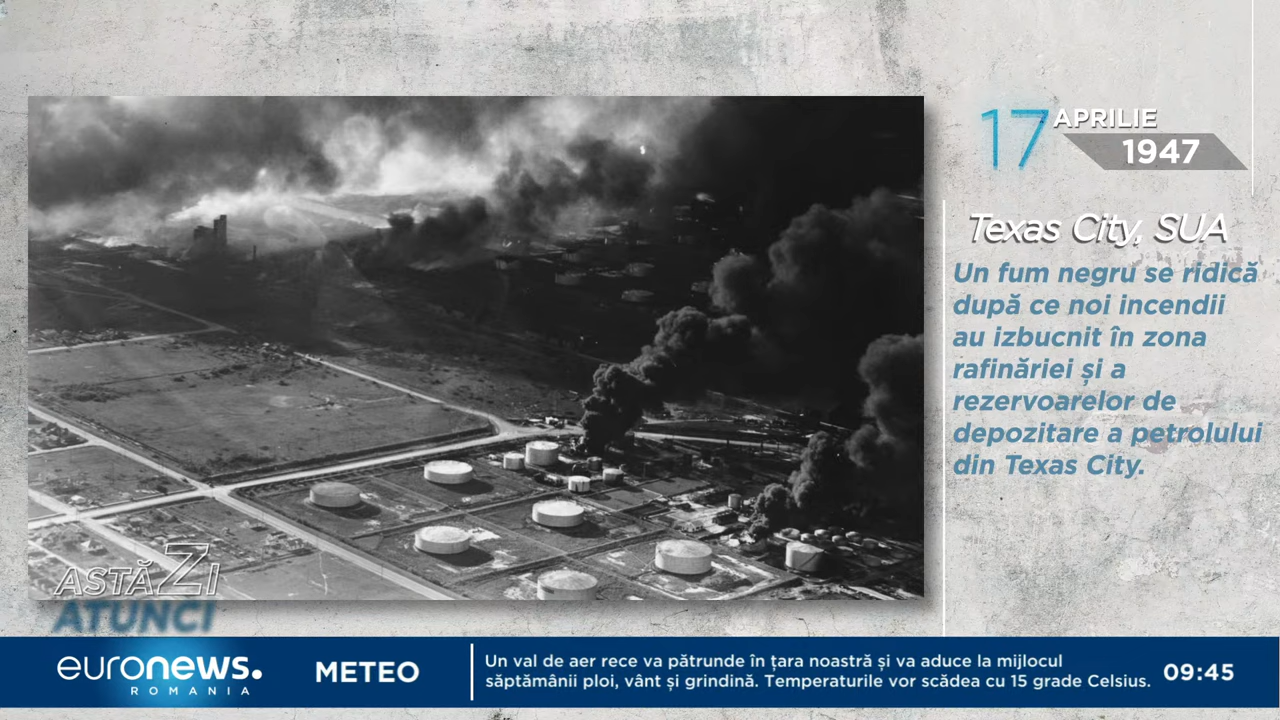 17 APRILIE
1947
Texas City, SUA
Un fum negru se ridică
după ce noi incendii
au izbucnit în zona
rafinăriei și a
rezervoarelor de
depozitare a petrolului
din Texas City.
ASTĂZI
ATUNCI
euronews.
ROMANIA
METEO
Un val de aer rece va pătrunde în țara noastră și va aduce la mijlocul
săptămânii ploi, vânt și grindină. Temperaturile vor scădea cu 15 grade Celsius.
09:45